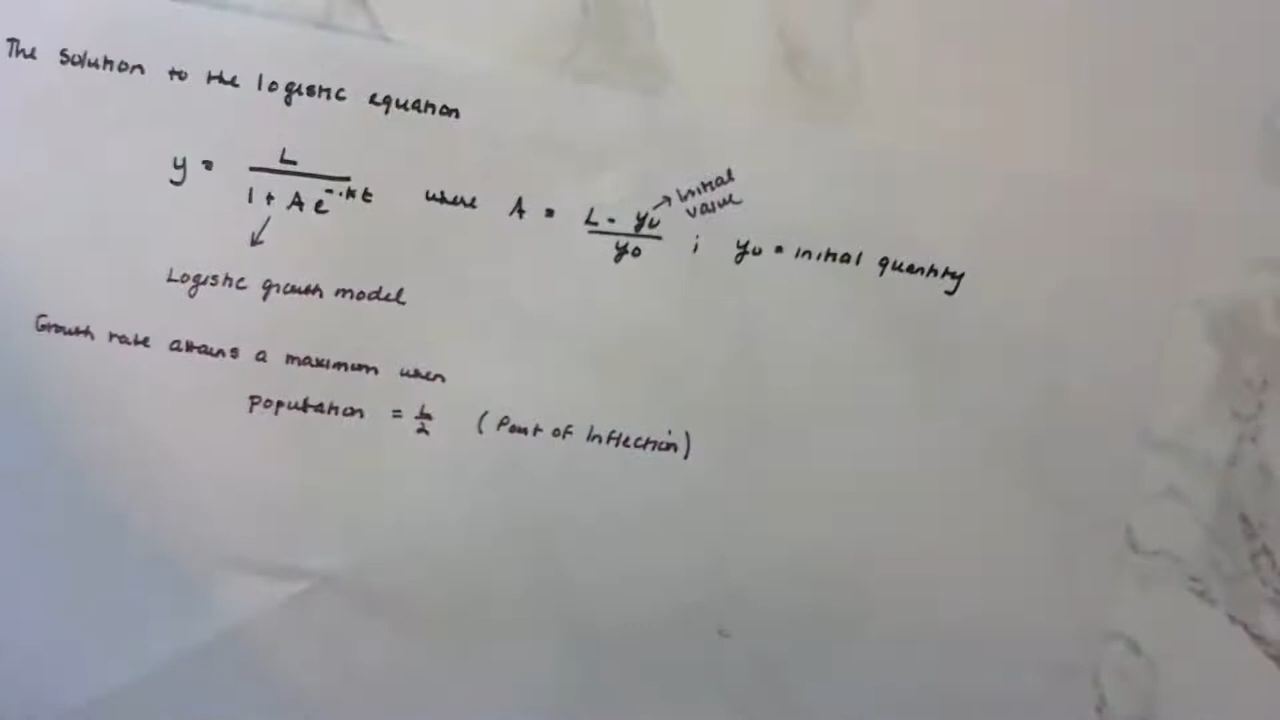 The solution to the logistic equation
y = L / 1 + A e^-kt where A = L - y0 / y0 → initial value ; y0 = initial quantity
Logistic growth model
Growth rate attains a maximum when
population = L/2 (Point of Inflection)